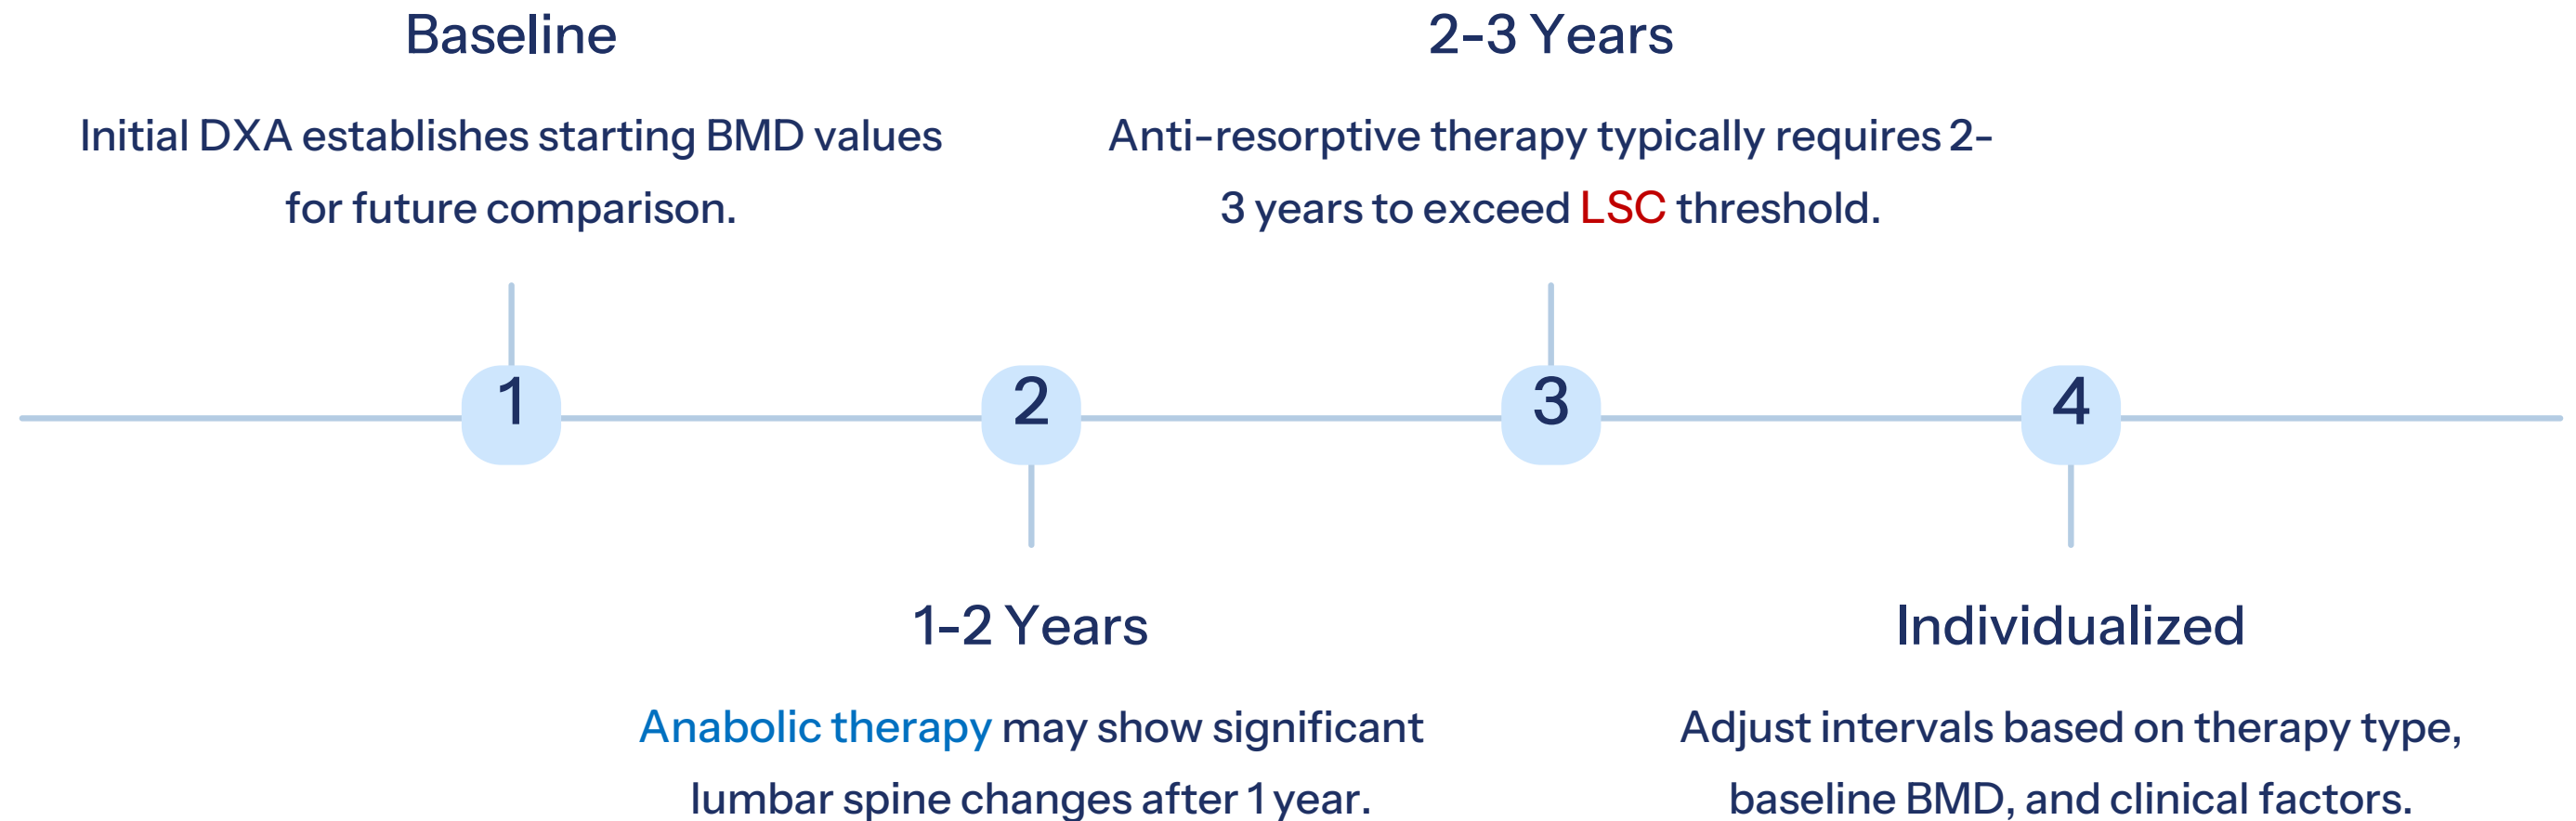 Baseline
Initial DXA establishes starting BMD values
for future comparison.
2-3 Years
Anti-resorptive therapy typically requires 2-
3 years to exceed LSC threshold.
1
2
3
4
1-2 Years
Anabolic therapy may show significant
lumbar spine changes after 1 year.
Individualized
Adjust intervals based on therapy type,
baseline BMD, and clinical factors.